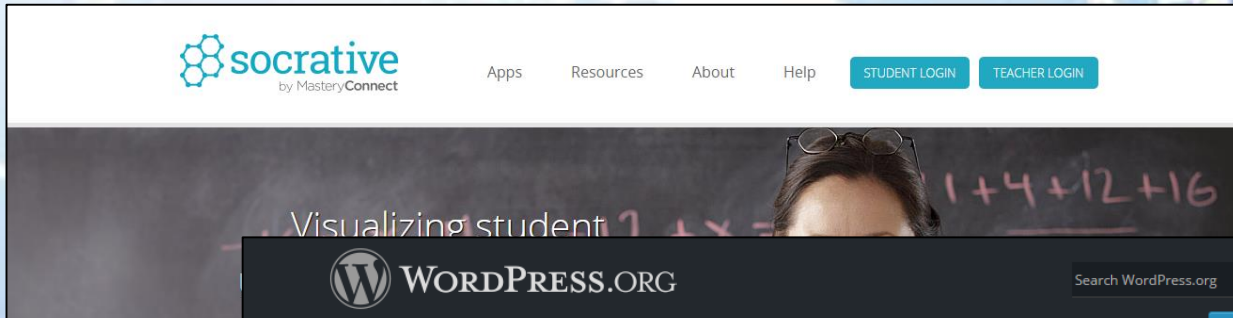 socrative
by MasteryConnect
Apps Resources About Help STUDENT LOGIN TEACHER LOGIN
1+4+12+16
Visualizing student
WORDPRESS.ORG
Search WordPress.org